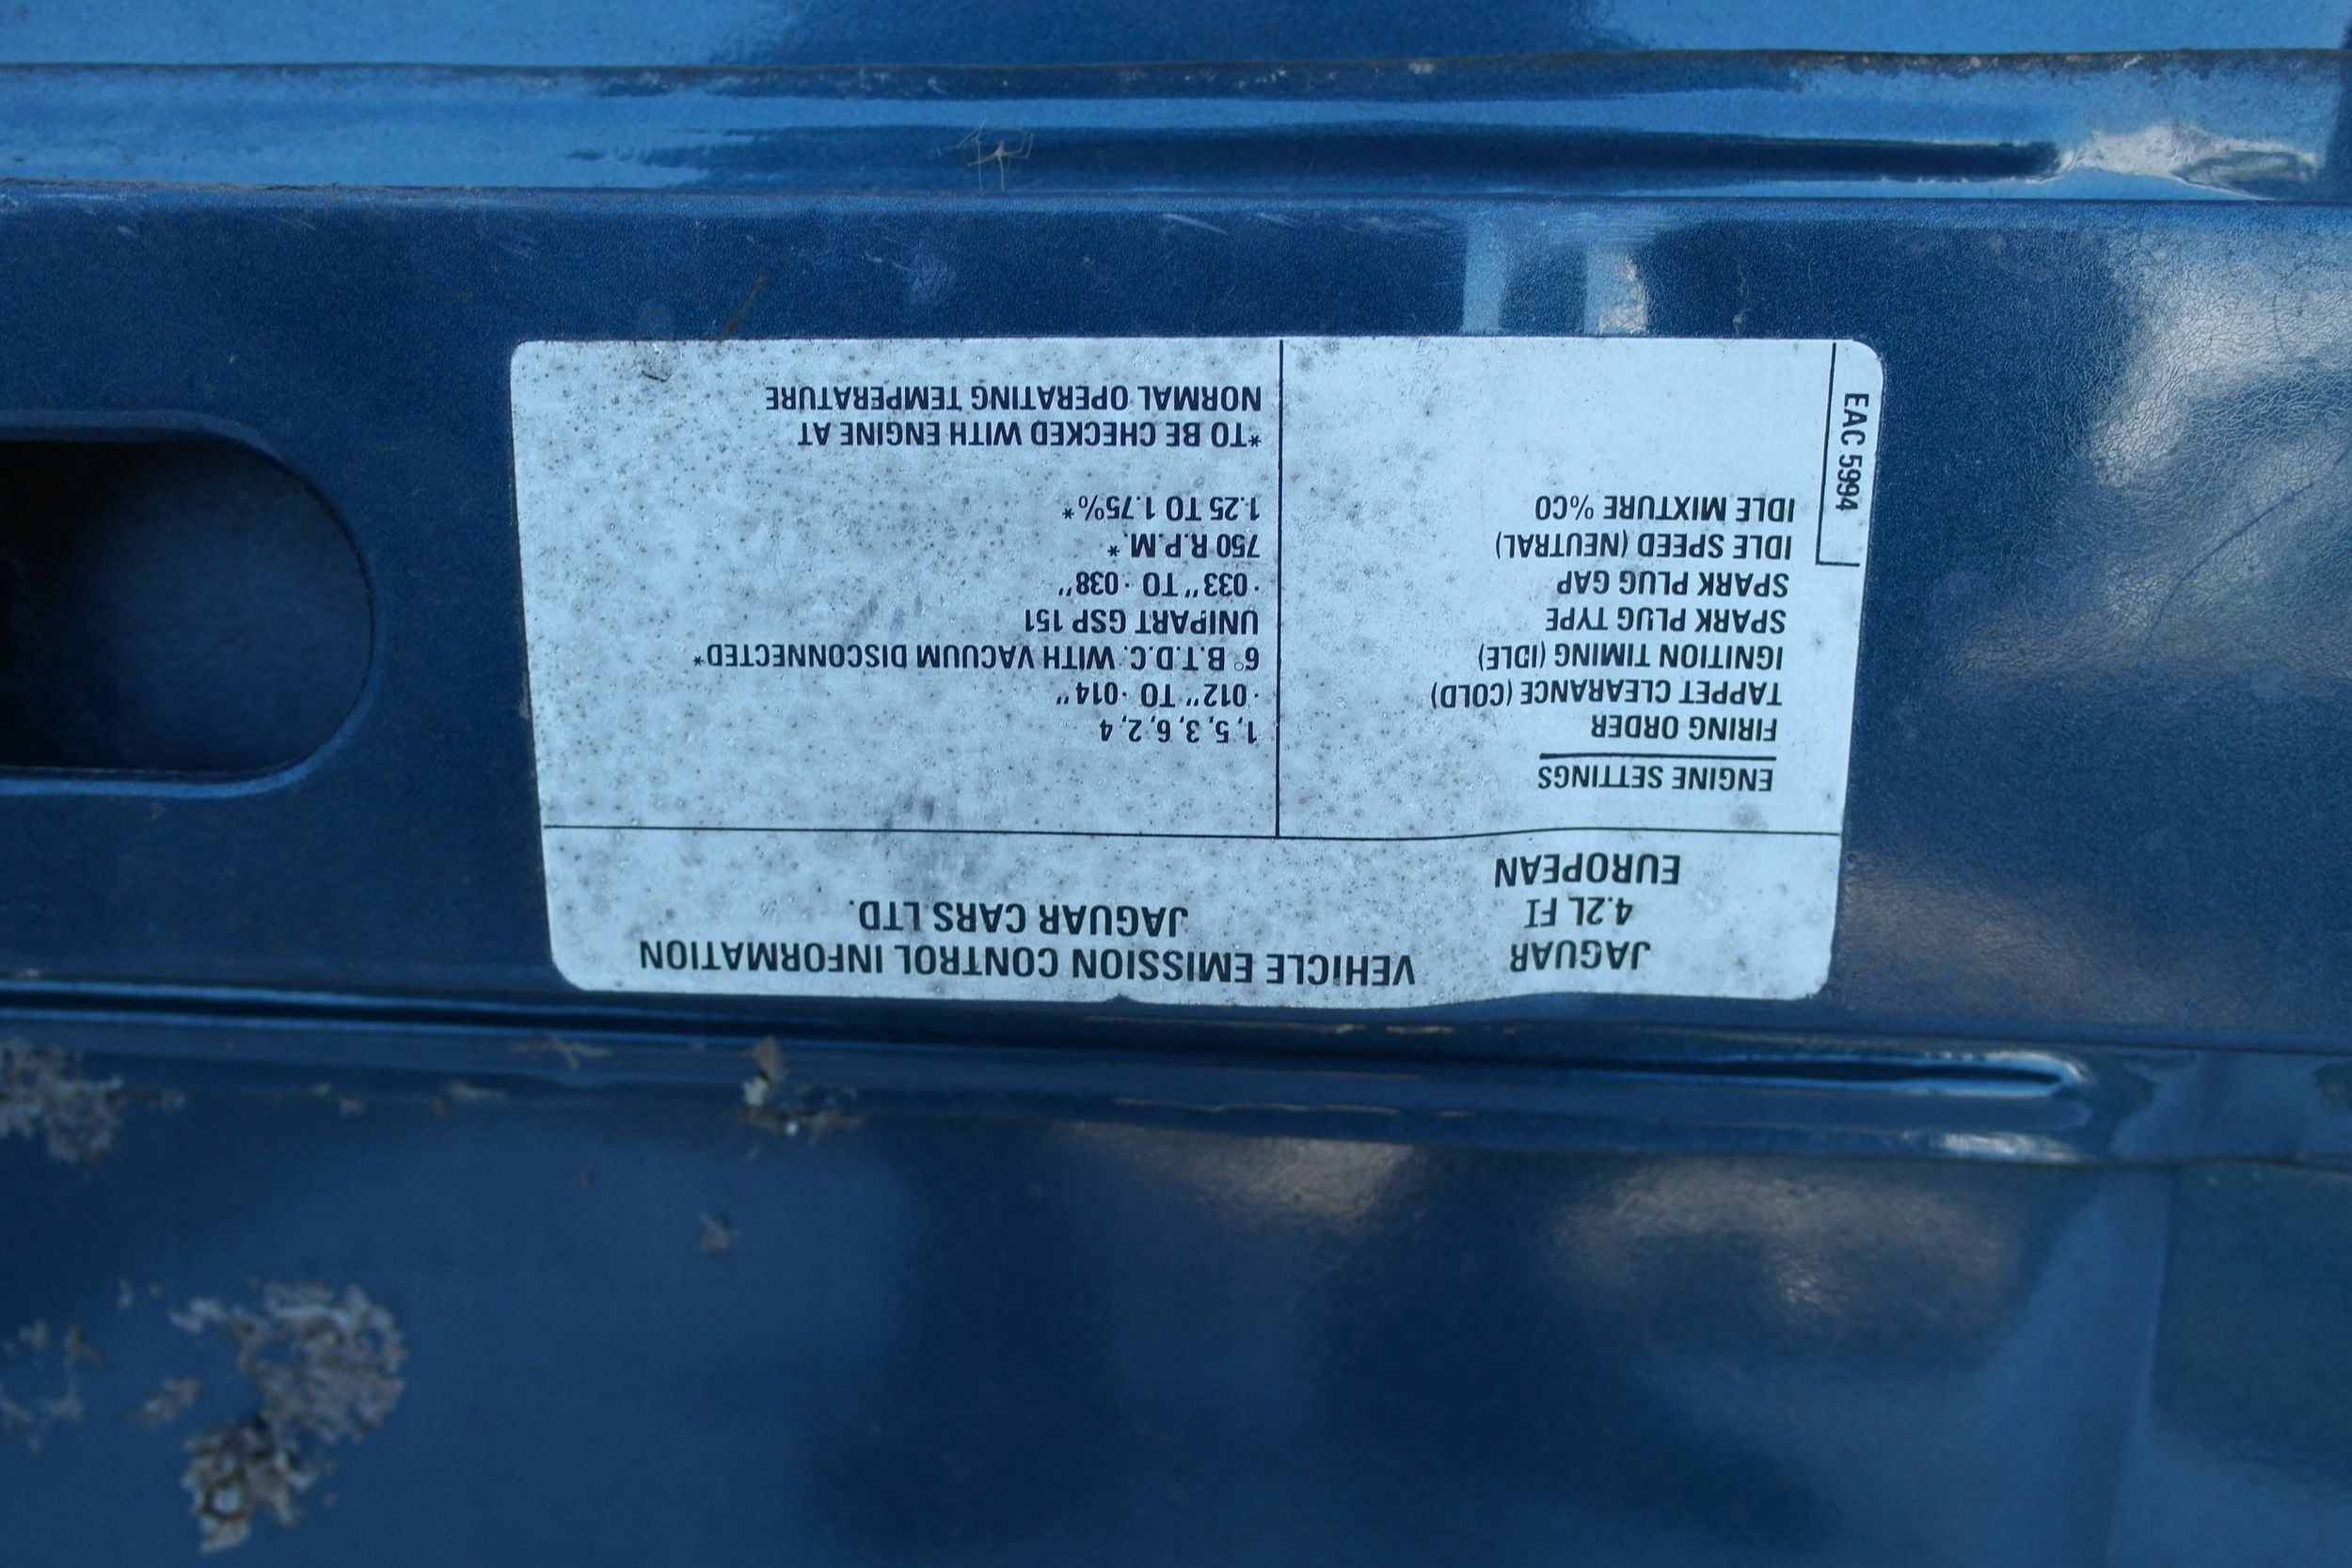 JAGUAR
4.2L FI
EUROPEAN
VEHICLE EMISSION CONTROL INFORMATION
JAGUAR CARS LTD.
ENGINE SETTINGS
FIRING ORDER 1, 5, 3, 6, 2, 4
TAPPET CLEARANCE (COLD) ·012" TO ·014"
IGNITION TIMING (IDLE) 6° B.T.D.C. WITH VACUUM DISCONNECTED*
SPARK PLUG TYPE UNIPART GSP 151
SPARK PLUG GAP ·033" TO ·038"
IDLE SPEED (NEUTRAL) 750 R.P.M.*
IDLE MIXTURE %CO 1.25 TO 1.75%*
*TO BE CHECKED WITH ENGINE AT
NORMAL OPERATING TEMPERATURE
EAC 5994